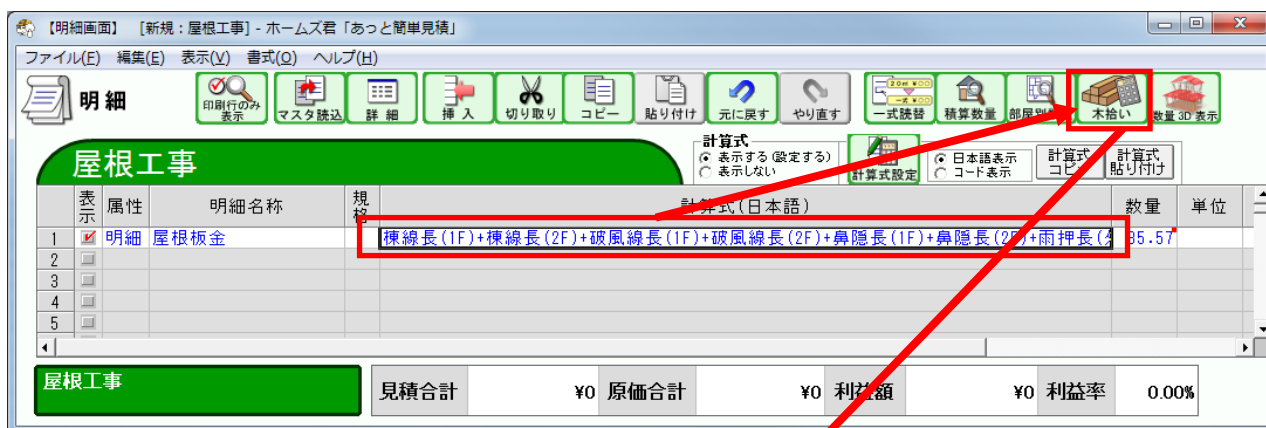 【明細画面】 [新規：屋根工事] - ホームズ君「あっと簡単見積」
ファイル(F) 編集(E) 表示(V) 書式(O) ヘルプ(H)
明 細 印刷行のみ表示 マスタ読込 詳 細 挿 入 切り取り コピー 貼り付け 元に戻す やり直す 一式読替 積算数量 部屋別 木拾い 数量 3D 表示
屋根工事 計算式 表示する (設定する) 表示しない 計算式設定 日本語表示 コード表示 計算式コピー 計算式貼り付け
表示 属性 明細名称 規格 計算式(日本語) 数量 単位
1 明細 屋根板金 棟線長(1F)+棟線長(2F)+破風線長(1F)+破風線長(2F)+鼻隠長(1F)+鼻隠長(2F)+雨押長( 35.57
2
3
4
5
屋根工事 見積合計 ¥0 原価合計 ¥0 利益額 ¥0 利益率 0.00%